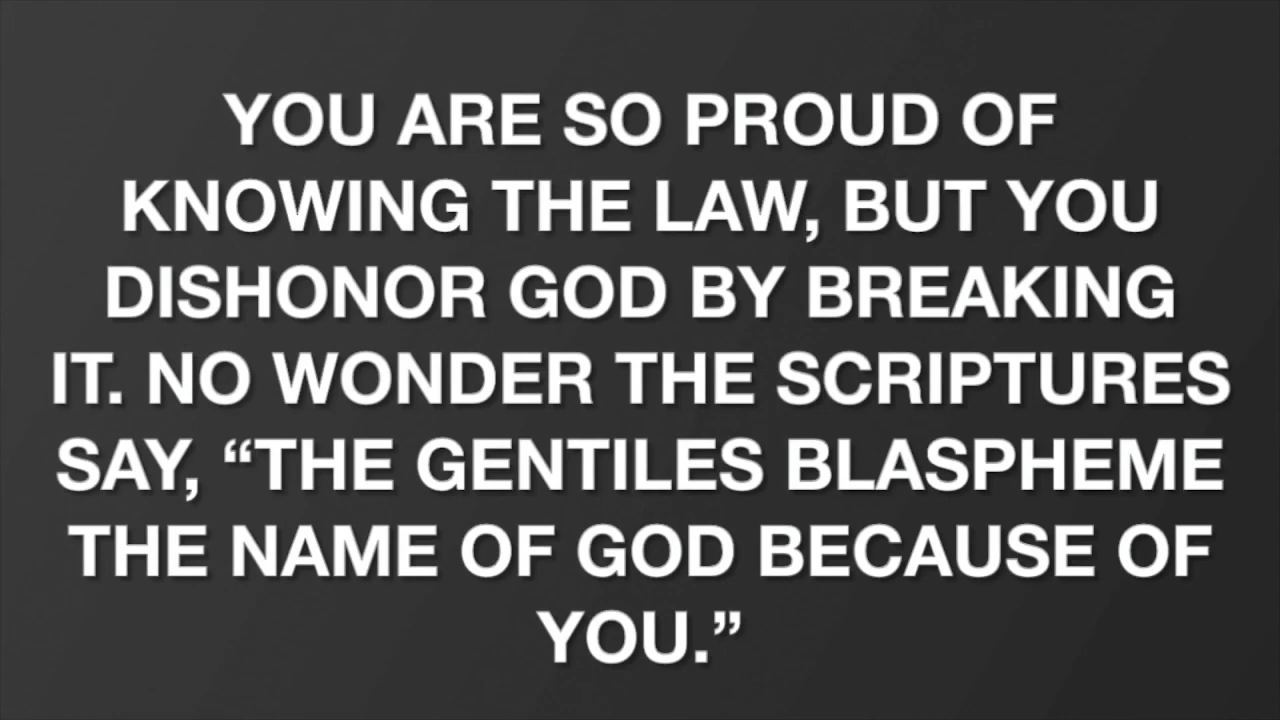 YOU ARE SO PROUD OF
KNOWING THE LAW, BUT YOU
DISHONOR GOD BY BREAKING
IT. NO WONDER THE SCRIPTURES
SAY, “THE GENTILES BLASPHEME
THE NAME OF GOD BECAUSE OF
YOU.”